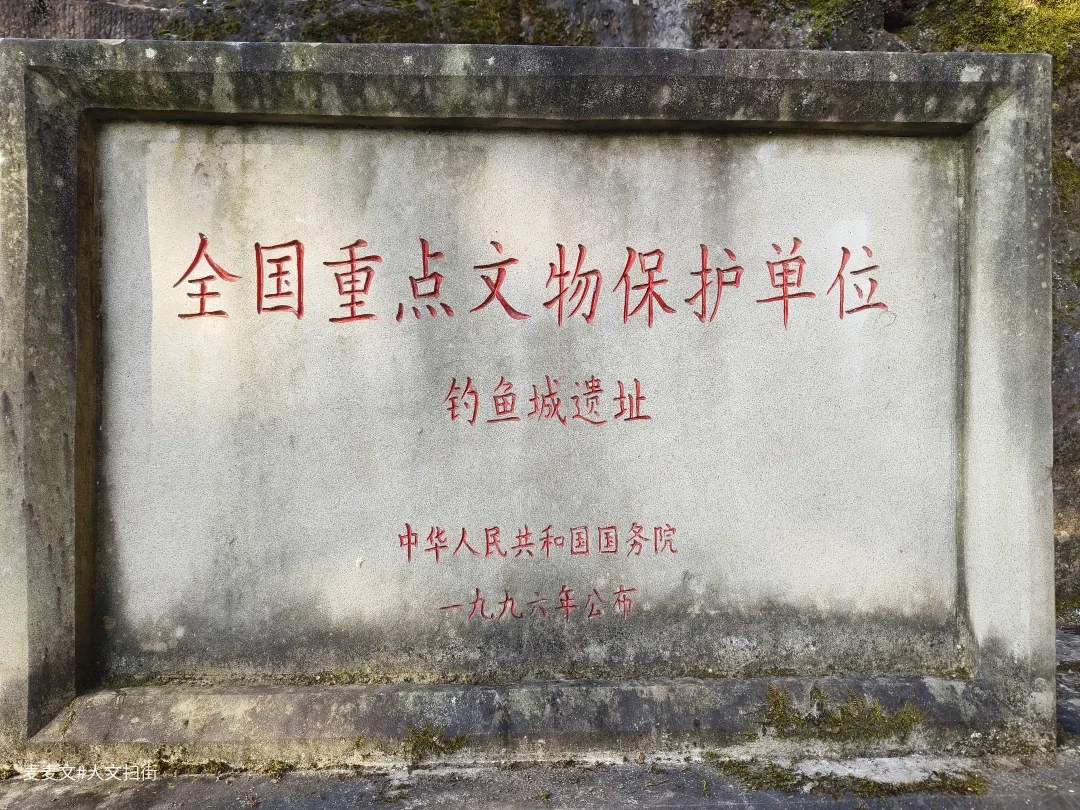 全国重点文物保护单位
钓鱼城遗址
中华人民共和国国务院
一九九六年公布
麦麦文#人文扫街